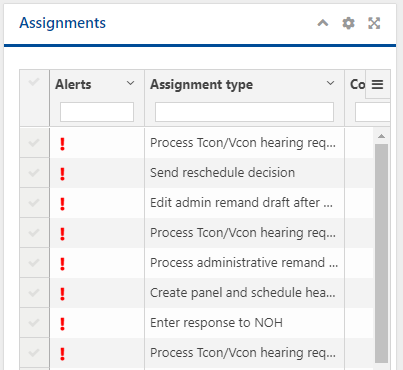 Assignments
Alerts Assignment type Co
! Process Tcon/Vcon hearing req...
! Send reschedule decision
! Edit admin remand draft after ...
! Process Tcon/Vcon hearing req...
! Process administrative remand ...
! Create panel and schedule hea...
! Enter response to NOH
! Process Tcon/Vcon hearing req...